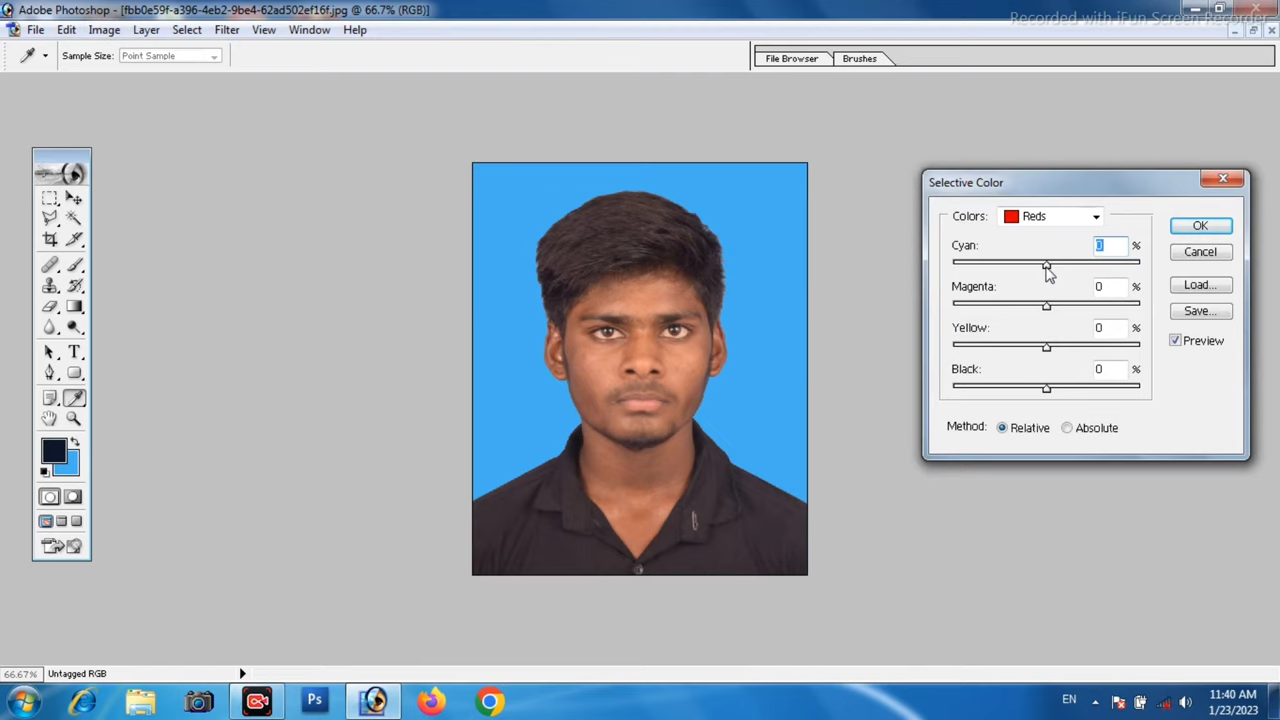 Adobe Photoshop - [fbb0e59f-a396-4eb2-9be4-62ad502ef16f.jpg @ 66.7% (RGB)]
Recorded with iFun Screen Recorder
File Edit Image Layer Select Filter View Window Help
Sample Size: Point Sample
File Browser Brushes
Selective Color
Colors: Reds
OK
Cyan: 0 %
Cancel
Magenta: 0 %
Load...
Save...
Yellow: 0 %
Preview
Black: 0 %
Method: Relative Absolute
66.67% Untagged RGB
Ps
EN
11:40 AM
1/23/2023